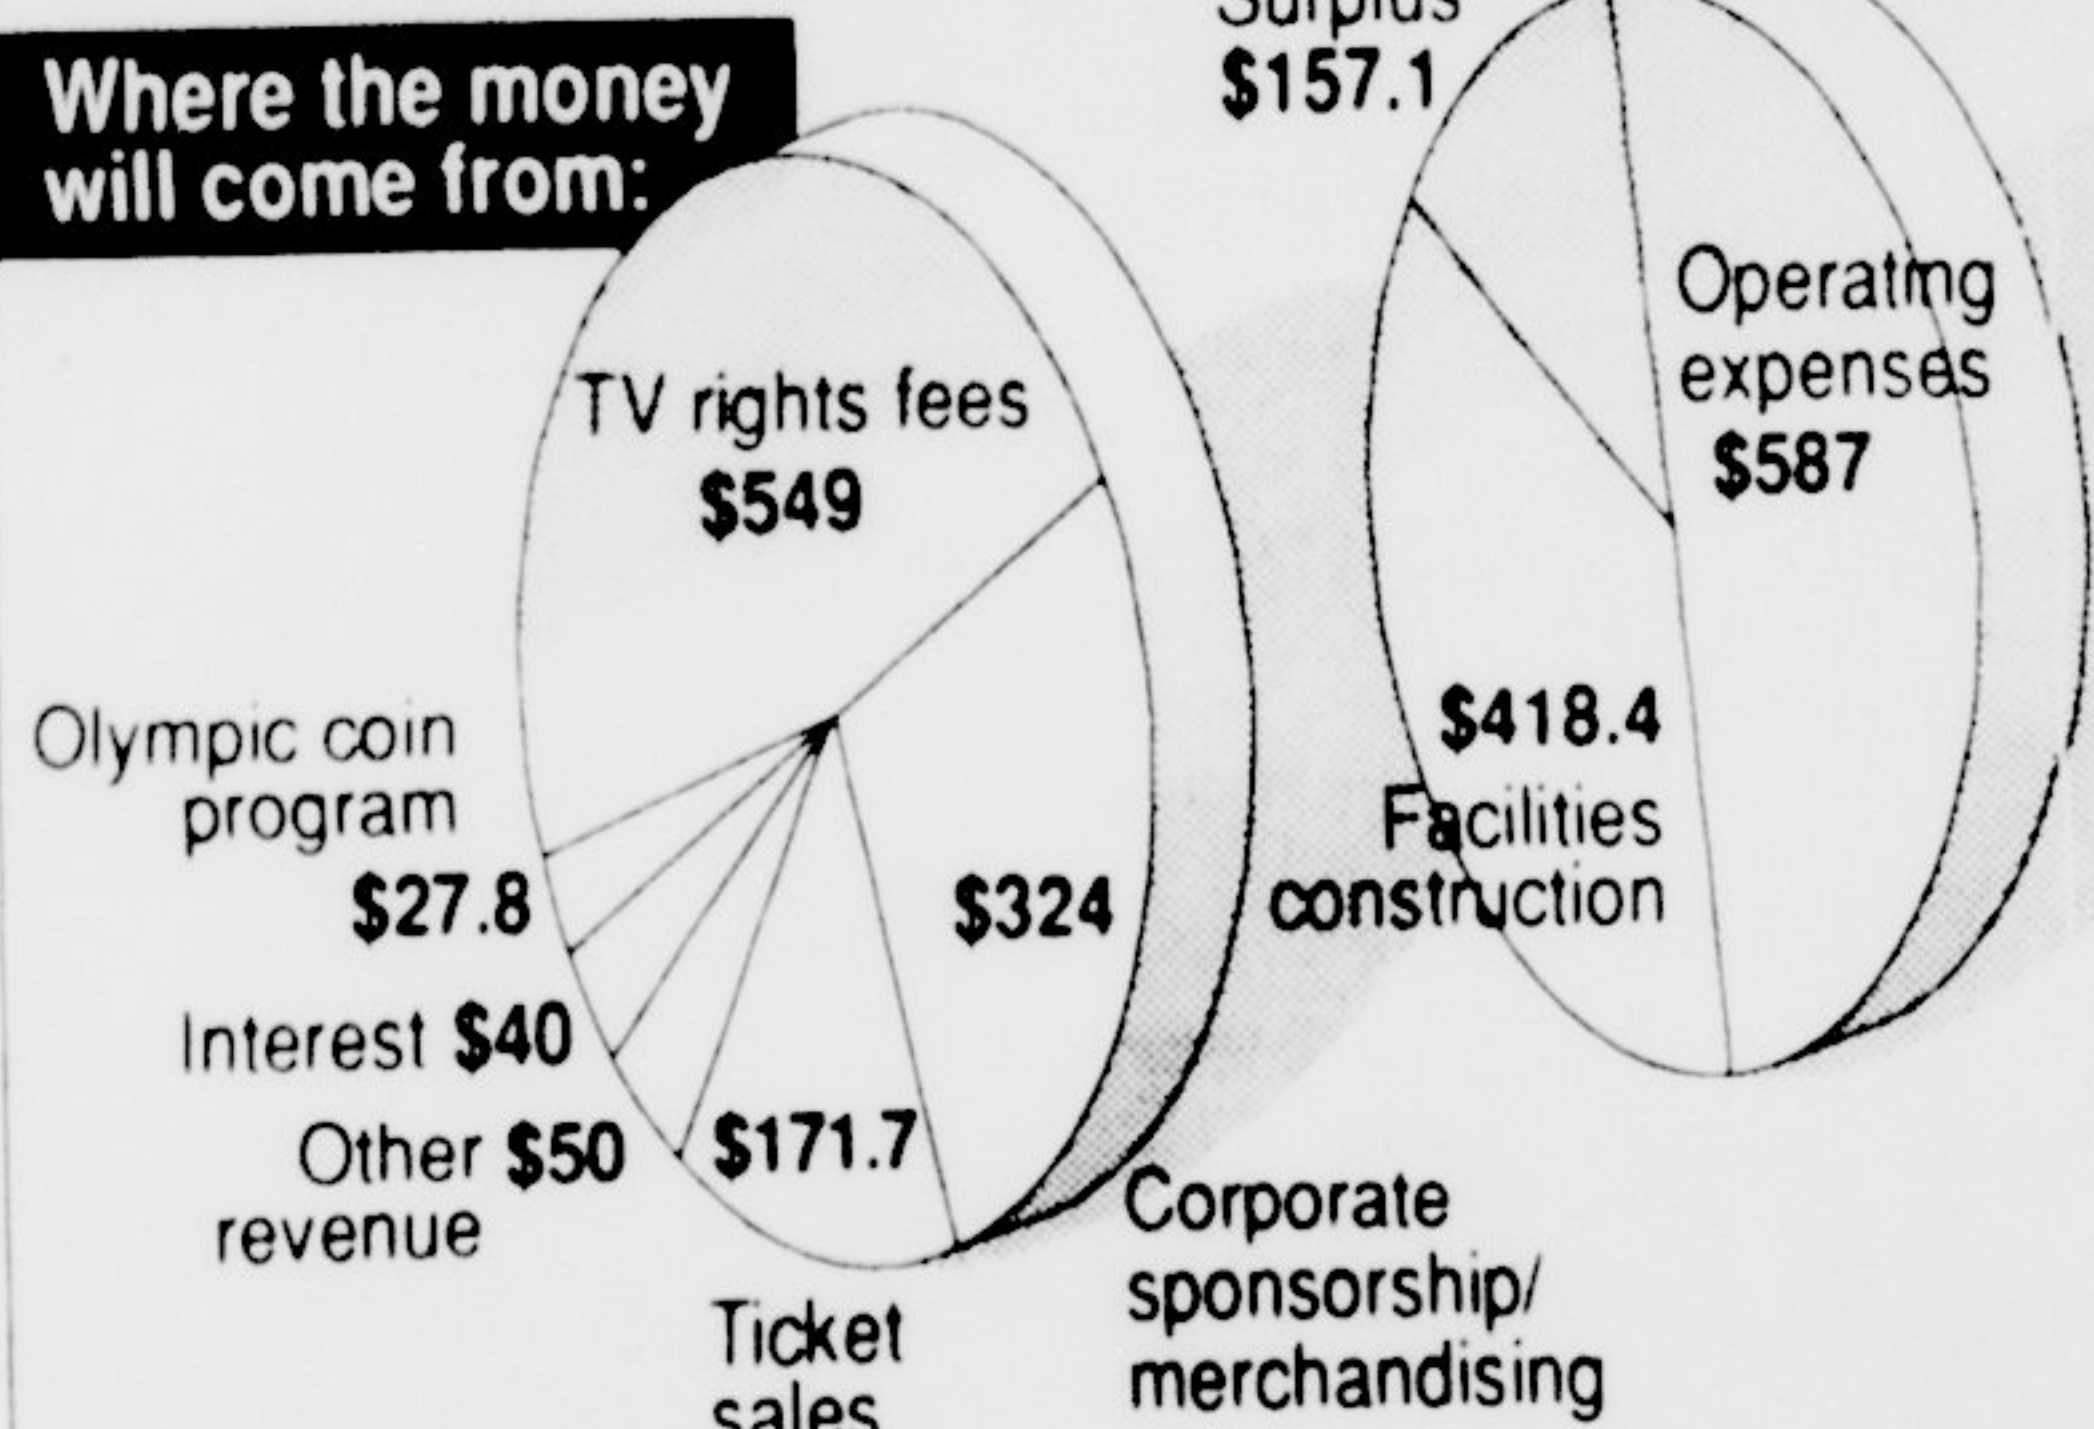 Where the money
will come from:
Surplus
$157.1
Operating
expenses
$587
TV rights fees
$549
$418.4
Facilities
construction
Olympic coin
program
$27.8
$324
Interest $40
Other $50
revenue
$171.7
Ticket
sales
Corporate
sponsorship/
merchandising